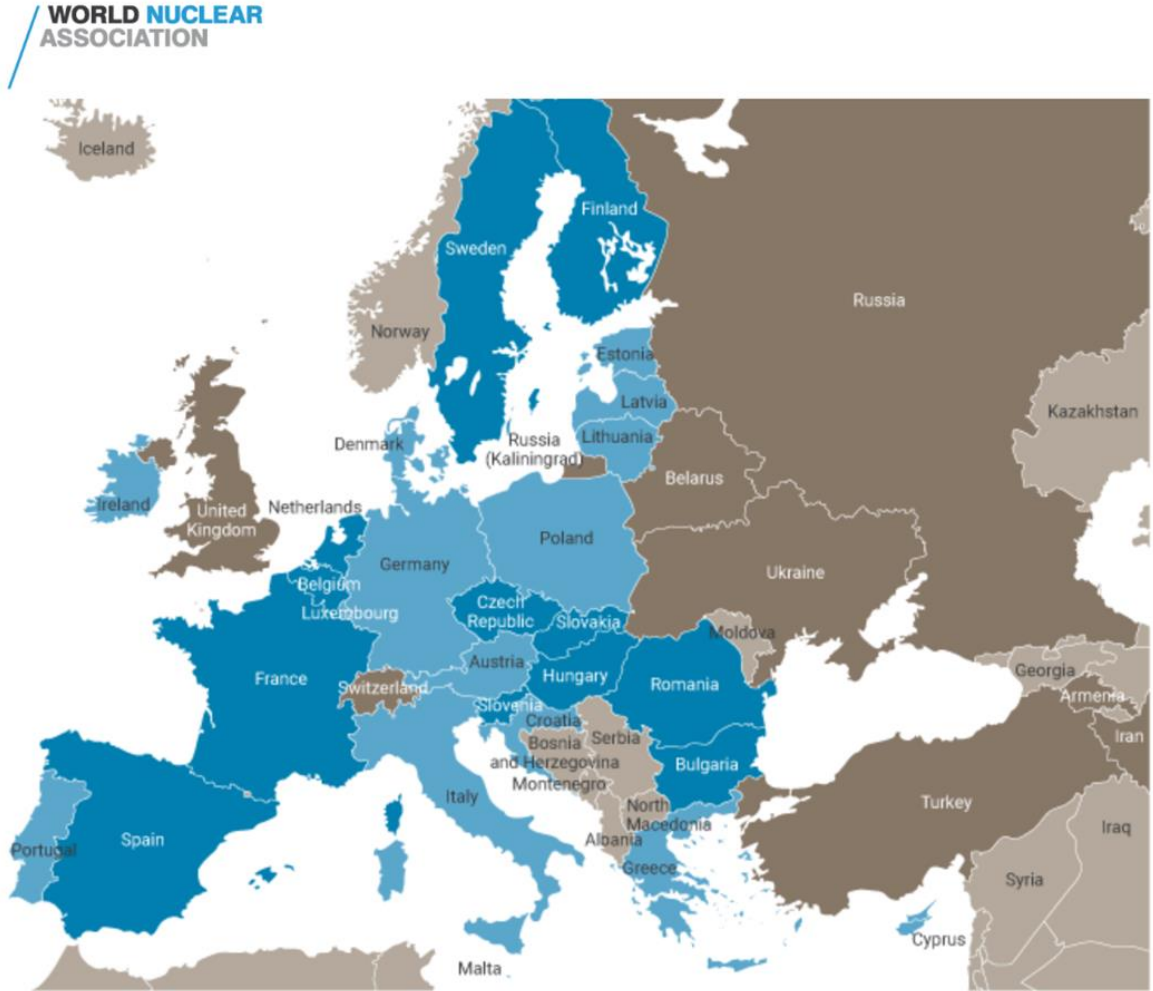 WORLD NUCLEAR
ASSOCIATION
Iceland
Finland
Sweden
Russia
Norway
Estonia
Kazakhstan
Latvia
Denmark
Russia
(Kaliningrad)
Lithuania
Belarus
Ireland
United
Kingdom
Netherlands
Poland
Germany
Ukraine
Belgium
Luxembourg
Czech
Republic
Slovakia
Moldova
Austria
France
Switzerland
Hungary
Romania
Georgia
Armenia
Slovenia
Croatia
Serbia
Iran
Bosnia
and Herzegovina
Bulgaria
Montenegro
Italy
North
Macedonia
Turkey
Iraq
Spain
Albania
Portugal
Greece
Syria
Cyprus
Malta